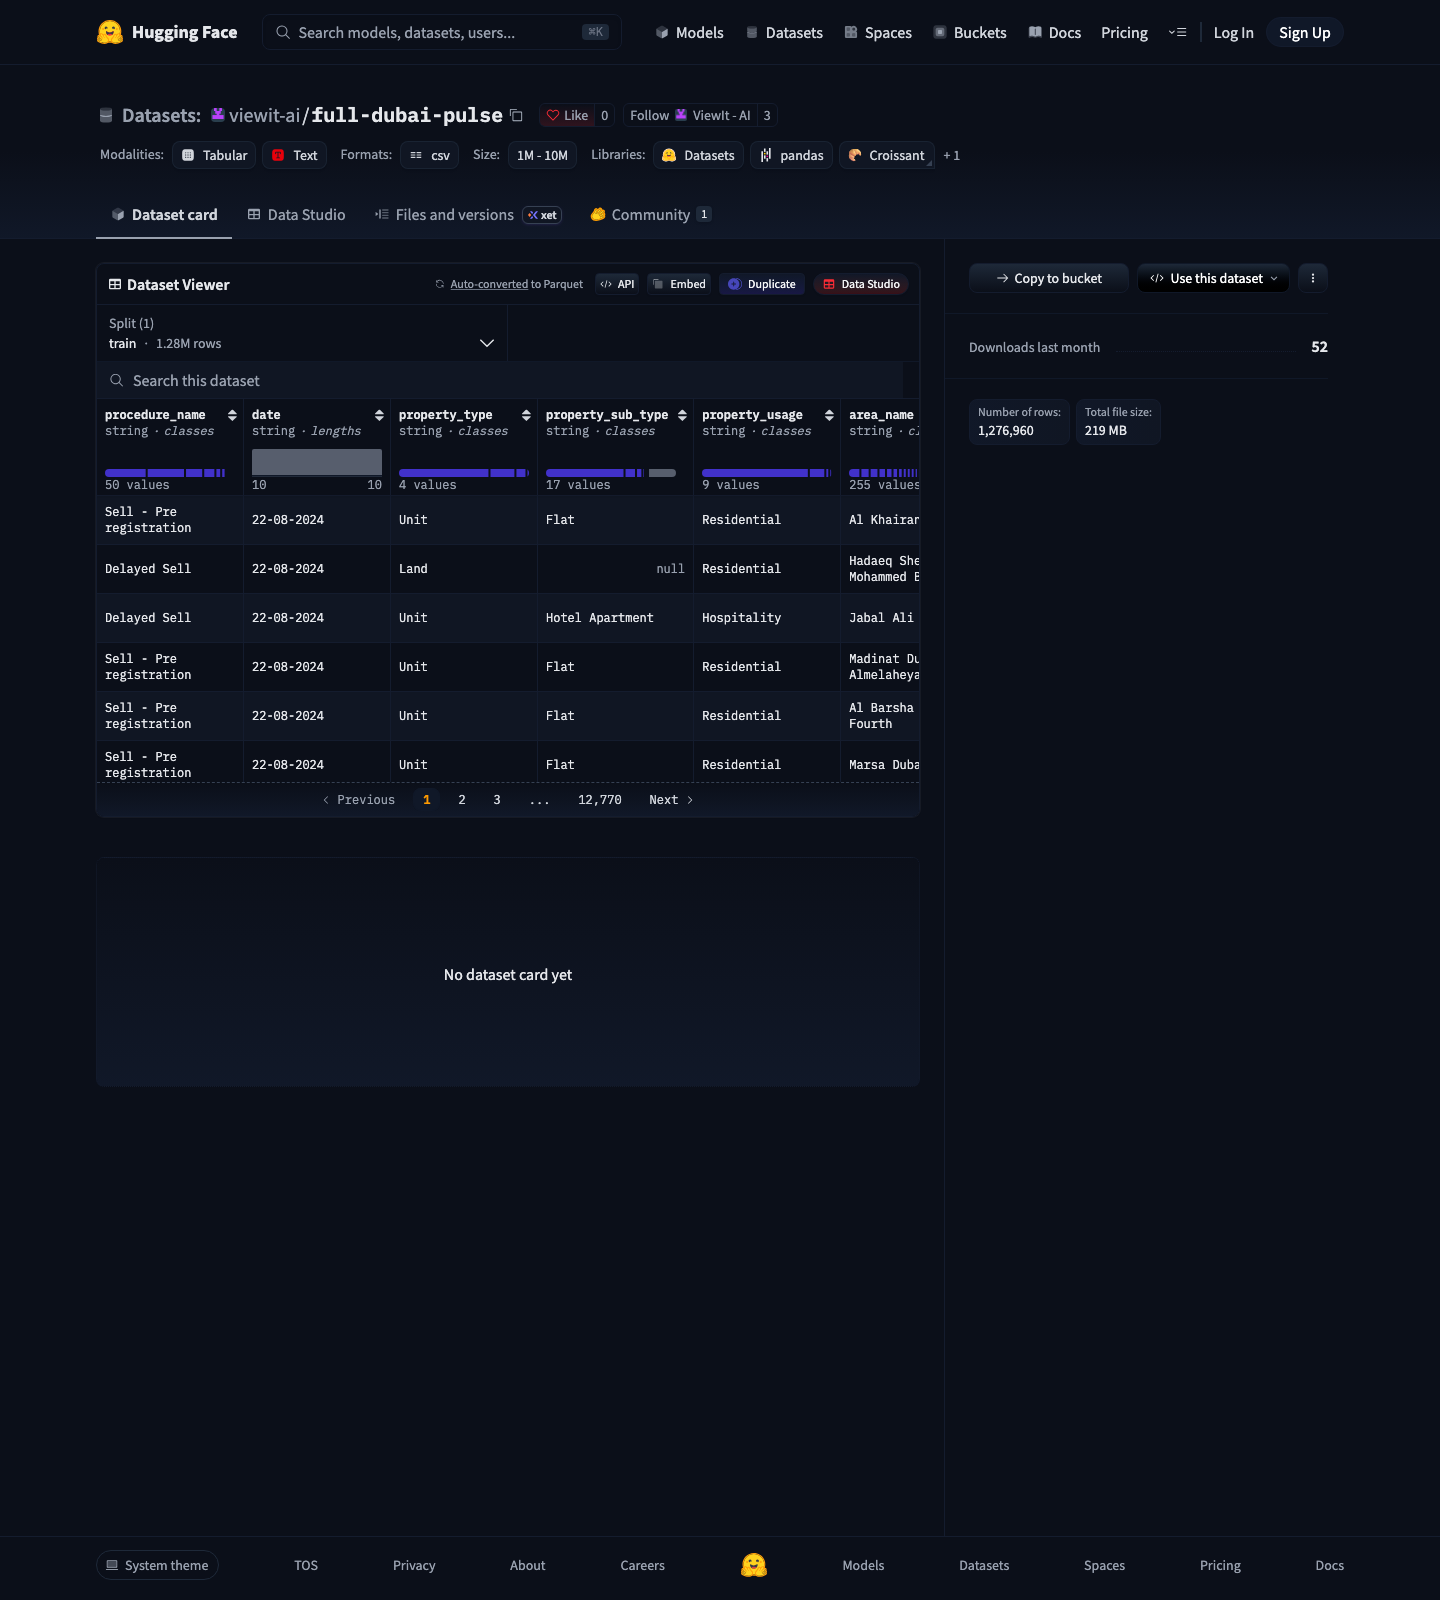 Hugging Face
Search models, datasets, users...
⌘K
Models
Datasets
Spaces
Buckets
Docs
Pricing
Log In
Sign Up
Datasets: viewit-ai/full-dubai-pulse
Like 0
Follow ViewIt - AI 3
Modalities: Tabular Text
Formats: csv
Size: 1M - 10M
Libraries: Datasets pandas Croissant + 1
Dataset card
Data Studio
Files and versions xet
Community 1
Dataset Viewer
Auto-converted to Parquet
API
Embed
Duplicate
Data Studio
Split (1)
train · 1.28M rows
Search this dataset
procedure_name date property_type property_sub_type property_usage area_name
string · classes string · lengths string · classes string · classes string · classes string · cl
50 values 10 10 4 values 17 values 9 values 255 values
Sell - Pre
registration
22-08-2024 Unit Flat Residential Al Khairan
Delayed Sell 22-08-2024 Land null Residential
Hadaeq She
Mohammed B
Delayed Sell 22-08-2024 Unit Hotel Apartment Hospitality Jabal Ali
Sell - Pre
registration
22-08-2024 Unit Flat Residential
Madinat Du
Almelaheya
Sell - Pre
registration
22-08-2024 Unit Flat Residential
Al Barsha
Fourth
Sell - Pre
registration
22-08-2024 Unit Flat Residential Marsa Duba
Previous 1 2 3 ... 12,770 Next
No dataset card yet
Copy to bucket
Use this dataset
Downloads last month 52
Number of rows:
1,276,960
Total file size:
219 MB
System theme
TOS
Privacy
About
Careers
Models
Datasets
Spaces
Pricing
Docs